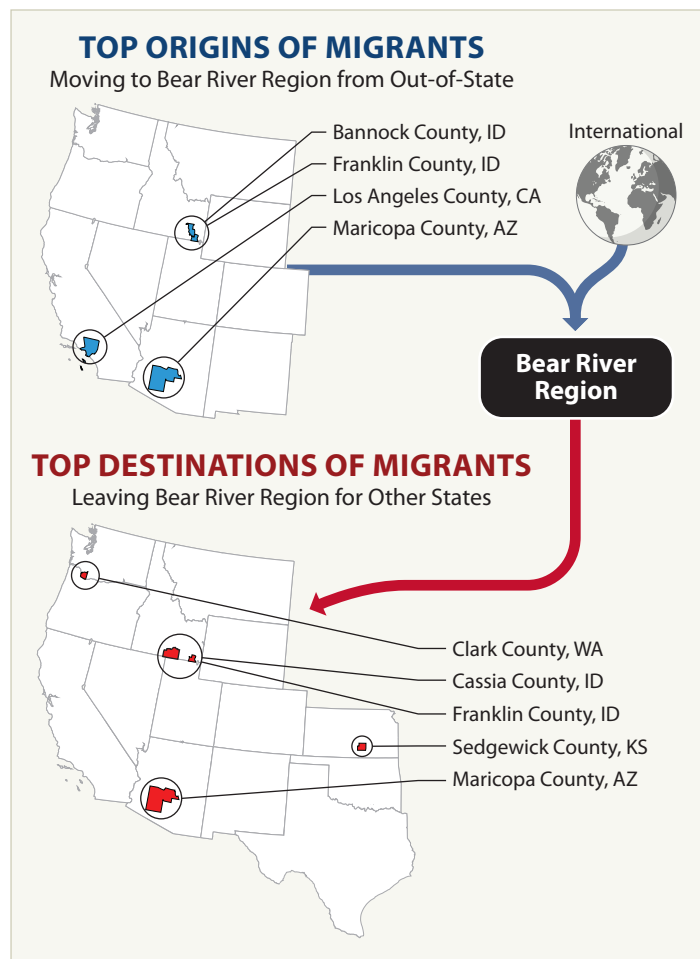 TOP ORIGINS OF MIGRANTS
Moving to Bear River Region from Out-of-State
Bannock County, ID
Franklin County, ID
Los Angeles County, CA
Maricopa County, AZ
International
Bear River
Region
TOP DESTINATIONS OF MIGRANTS
Leaving Bear River Region for Other States
Clark County, WA
Cassia County, ID
Franklin County, ID
Sedgewick County, KS
Maricopa County, AZ